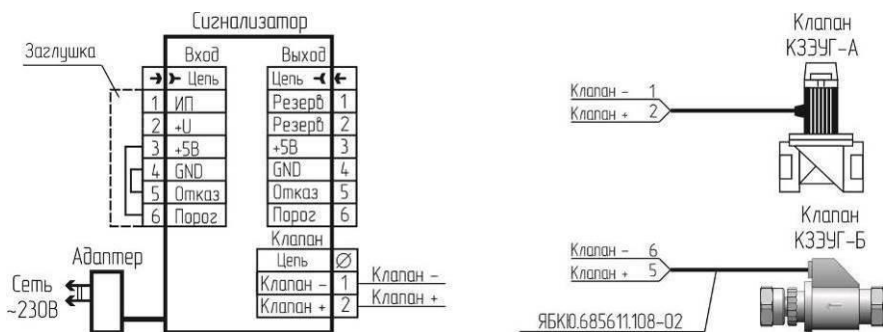 Сигнализатор
Заглушка
Вход
Цепь
1 ИП
2 +U
3 +5В
4 GND
5 Отказ
6 Порог
Выход
Цепь
Резерв 1
Резерв 2
+5В 3
GND 4
Отказ 5
Порог 6
Клапан
Цепь Ø
Клапан - 1 Клапан -
Клапан + 2 Клапан +
Адаптер
Сеть
~230В
Клапан
КЗЭУГ-А
Клапан - 1
Клапан + 2
Клапан
КЗЭУГ-Б
Клапан - 6
Клапан + 5
ЯБКЮ.685611.108-02